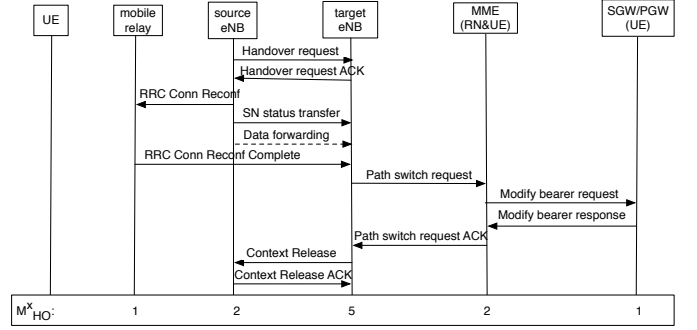 UE
mobile
relay
source
eNB
target
eNB
MME
(RN&UE)
SGW/PGW
(UE)
Handover request
Handover request ACK
RRC Conn Reconf
SN status transfer
Data forwarding
RRC Conn Reconf Complete
Path switch request
Modify bearer request
Modify bearer response
Path switch request ACK
Context Release
Context Release ACK
M^x_HO: 1 2 5 2 1